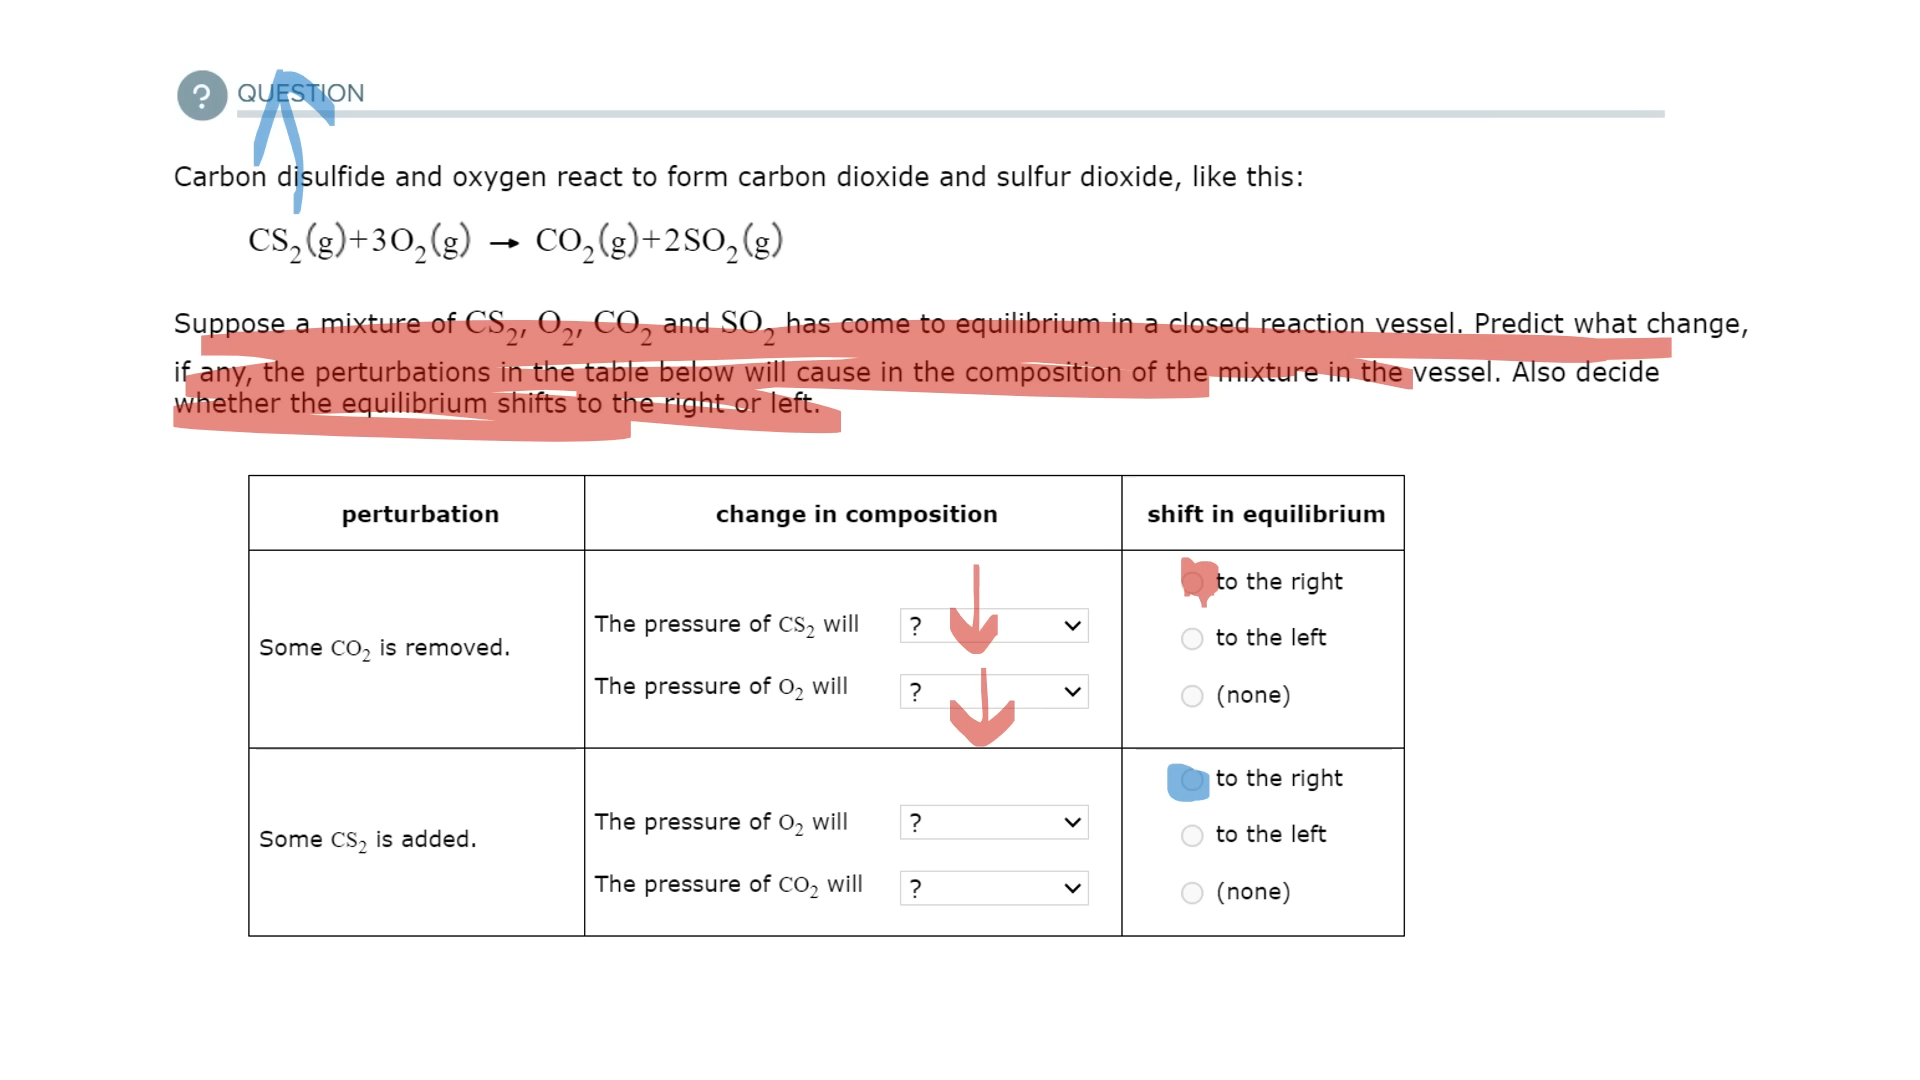 ? QUESTION
Carbon disulfide and oxygen react to form carbon dioxide and sulfur dioxide, like this:
CS₂(g)+3O₂(g) → CO₂(g)+2SO₂(g)
Suppose a mixture of CS₂, O₂, CO₂ and SO₂ has come to equilibrium in a closed reaction vessel. Predict what change,
if any, the perturbations in the table below will cause in the composition of the mixture in the vessel. Also decide
whether the equilibrium shifts to the right or left.
perturbation change in composition shift in equilibrium
Some CO₂ is removed.
The pressure of CS₂ will ?
The pressure of O₂ will ?
to the right
to the left
(none)
Some CS₂ is added.
The pressure of O₂ will ?
The pressure of CO₂ will ?
to the right
to the left
(none)